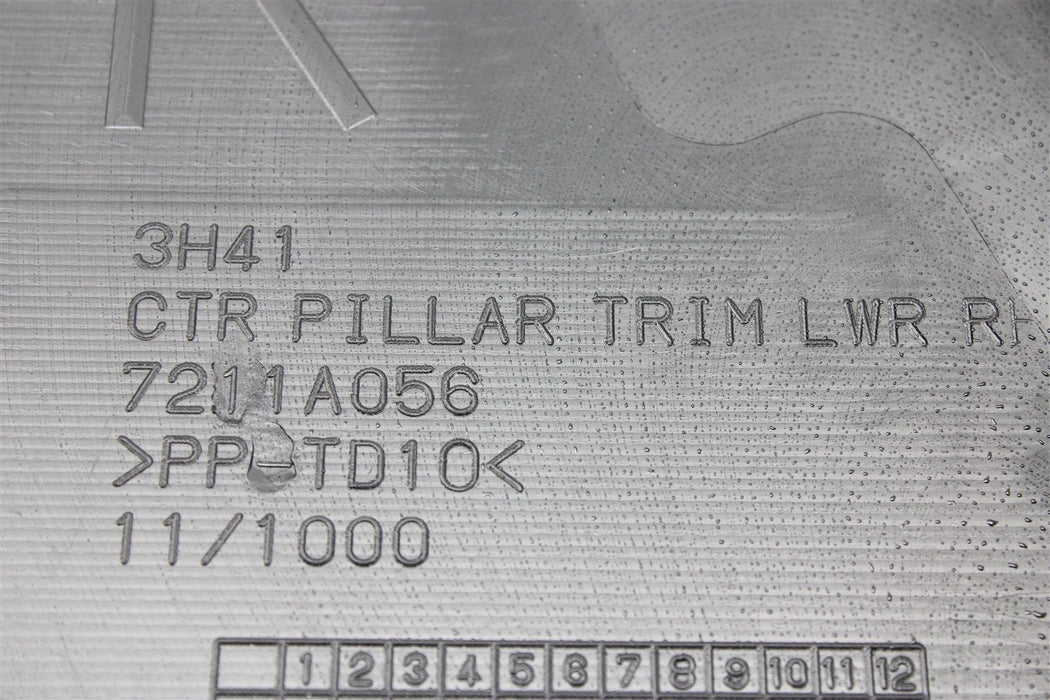 3H41
CTR PILLAR TRIM LWR RH
7211A056
>PP-TD10<
11/1000
1 2 3 4 5 6 7 8 9 10 11 12